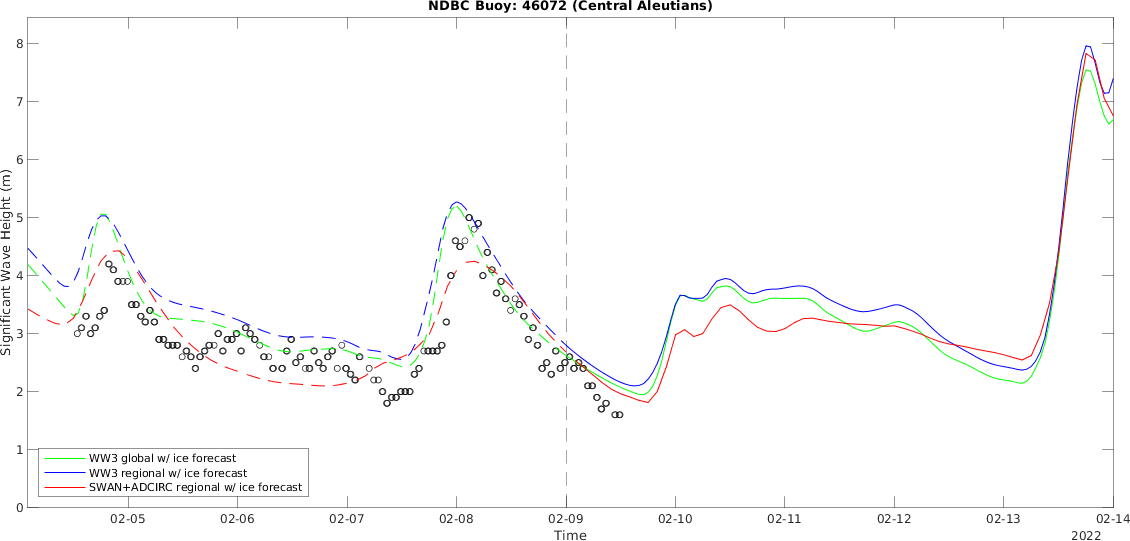 NDBC Buoy: 46072 (Central Aleutians)
Significant Wave Height (m)
8
7
6
5
4
3
2
1
0
WW3 global w/ ice forecast
WW3 regional w/ ice forecast
SWAN+ADCIRC regional w/ ice forecast
02-05 02-06 02-07 02-08 02-09 02-10 02-11 02-12 02-13 02-14
Time
2022